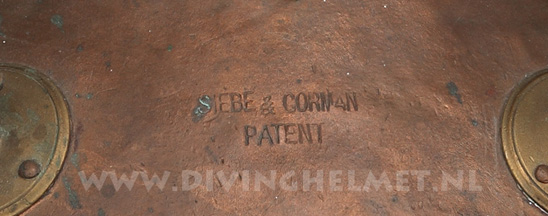 SIEBE & GORMAN
PATENT
WWW.DIVINGHELMET.NL